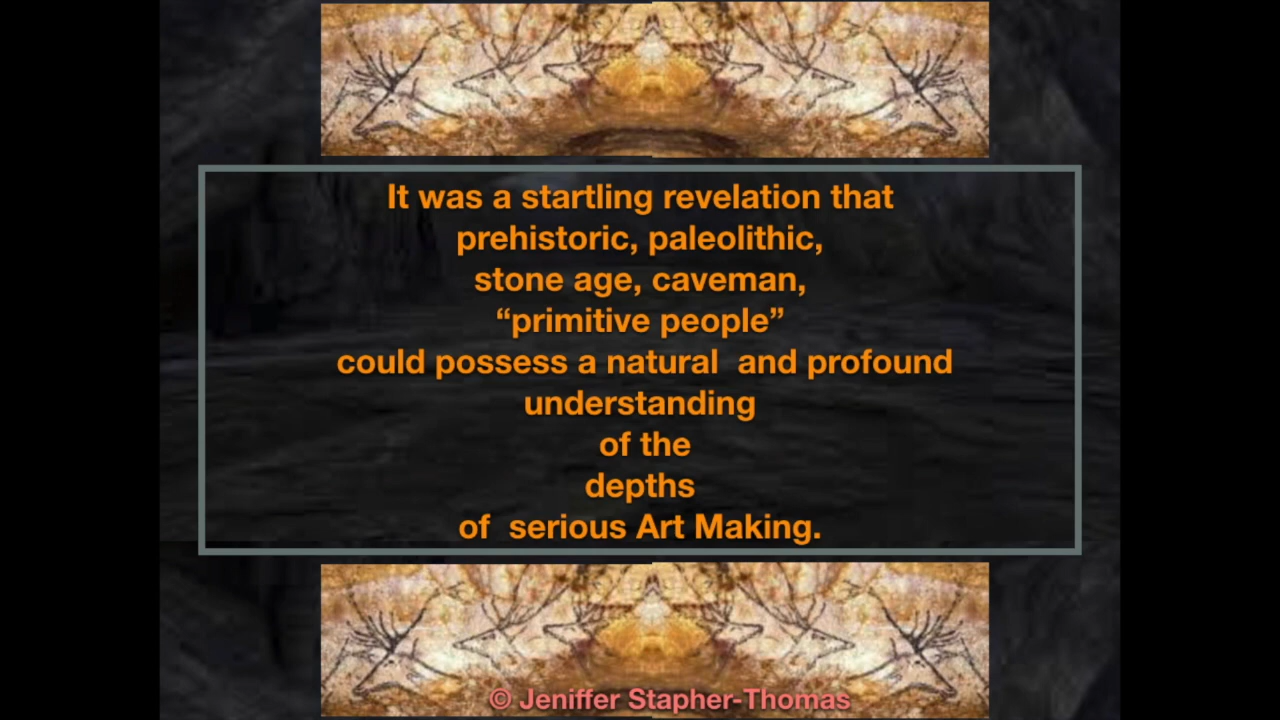 It was a startling revelation that
prehistoric, paleolithic,
stone age, caveman,
“primitive people”
could possess a natural  and profound
understanding
of the
depths
of  serious Art Making.
© Jeniffer Stapher-Thomas